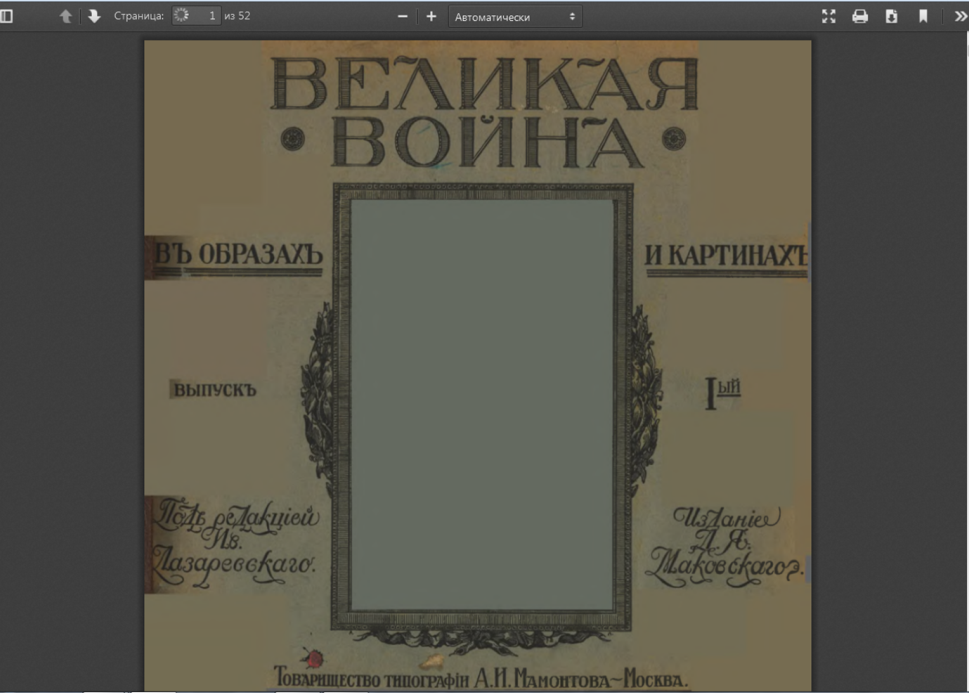 Страница: 1 из 52
Автоматически
ВЕЛИКАЯ
ВОЙНА
ВЪ ОБРАЗАХЪ
И КАРТИНАХЪ
ВЫПУСКЪ
Iый
Подъ редакціей
Ив.
Лазаревскаго.
Изданіе
Д. Я.
Маковскаго.
Товарищество типографіи А.И. Мамонтова~Москва.